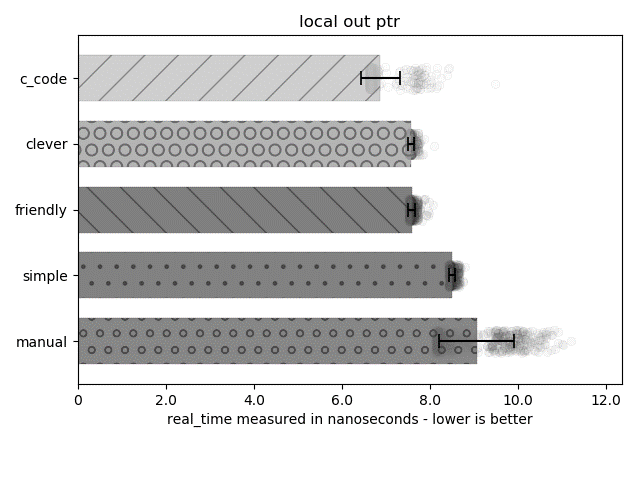 local out ptr
c_code
clever
friendly
simple
manual
0 2.0 4.0 6.0 8.0 10.0 12.0
real_time measured in nanoseconds - lower is better